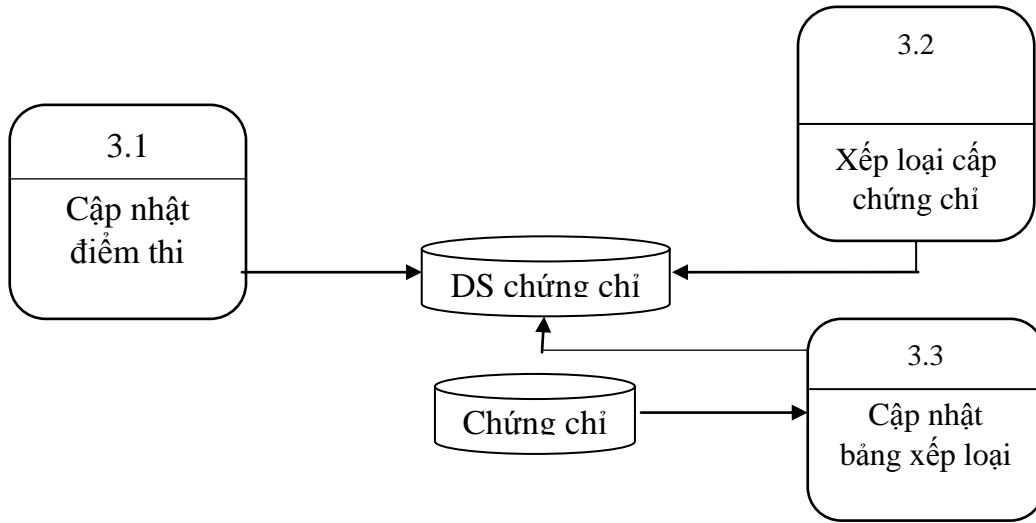 3.2
Xếp loại cấp
chứng chỉ
3.1
Cập nhật
điểm thi
DS chứng chỉ
3.3
Cập nhật
bảng xếp loại
Chứng chỉ